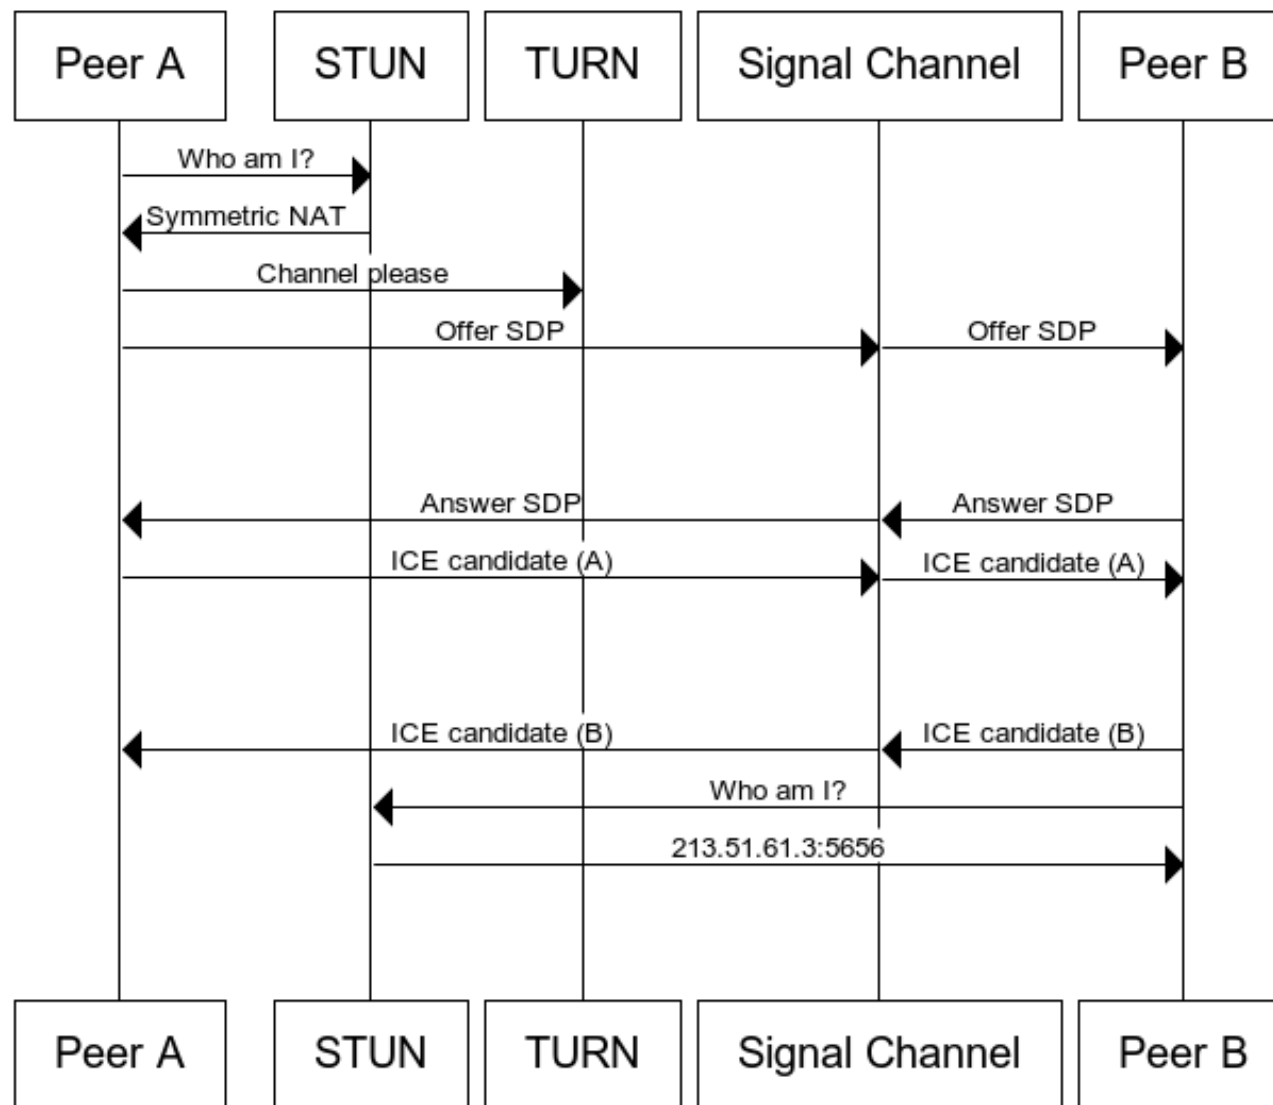 Peer A
STUN
TURN
Signal Channel
Peer B
Who am I?
Symmetric NAT
Channel please
Offer SDP
Offer SDP
Answer SDP
Answer SDP
ICE candidate (A)
ICE candidate (A)
ICE candidate (B)
ICE candidate (B)
Who am I?
213.51.61.3:5656
Peer A
STUN
TURN
Signal Channel
Peer B